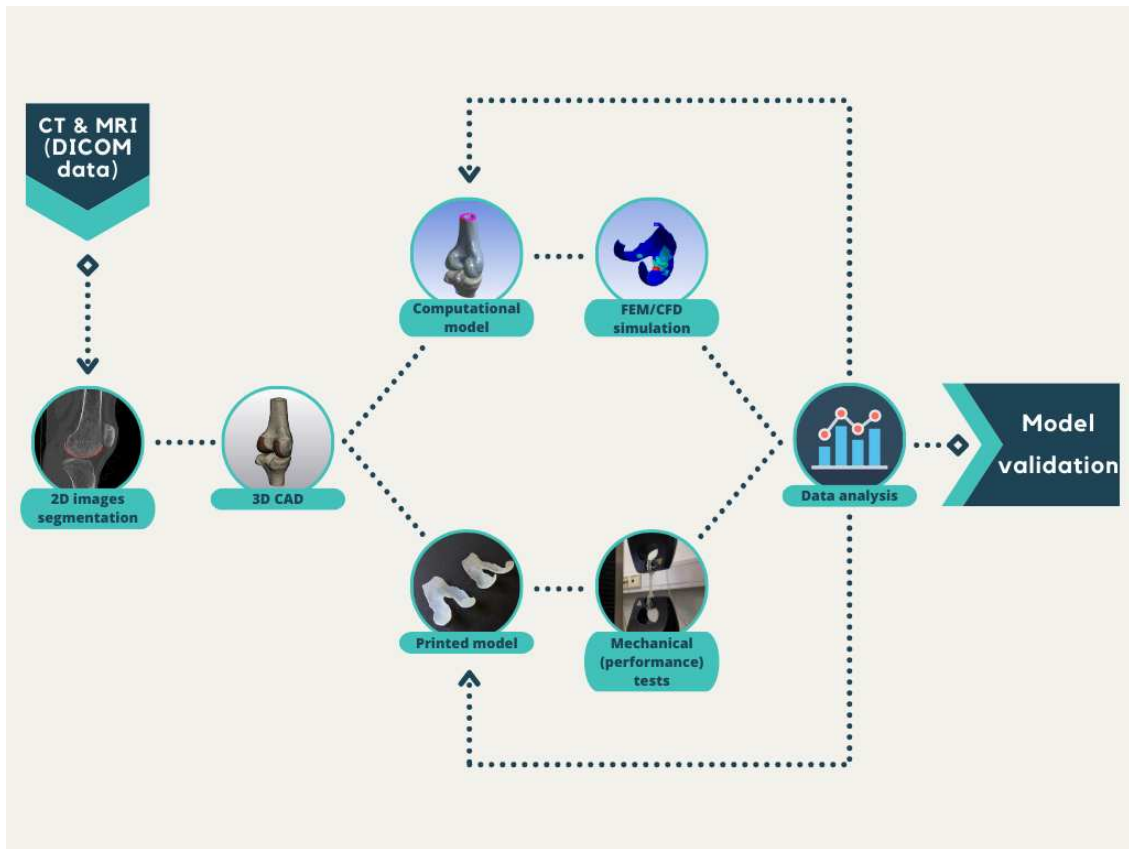 CT & MRI
(DICOM
data)
Computational
model
FEM/CFD
simulation
2D images
segmentation
3D CAD
Data analysis
Model
validation
Printed model
Mechanical
(performance)
tests